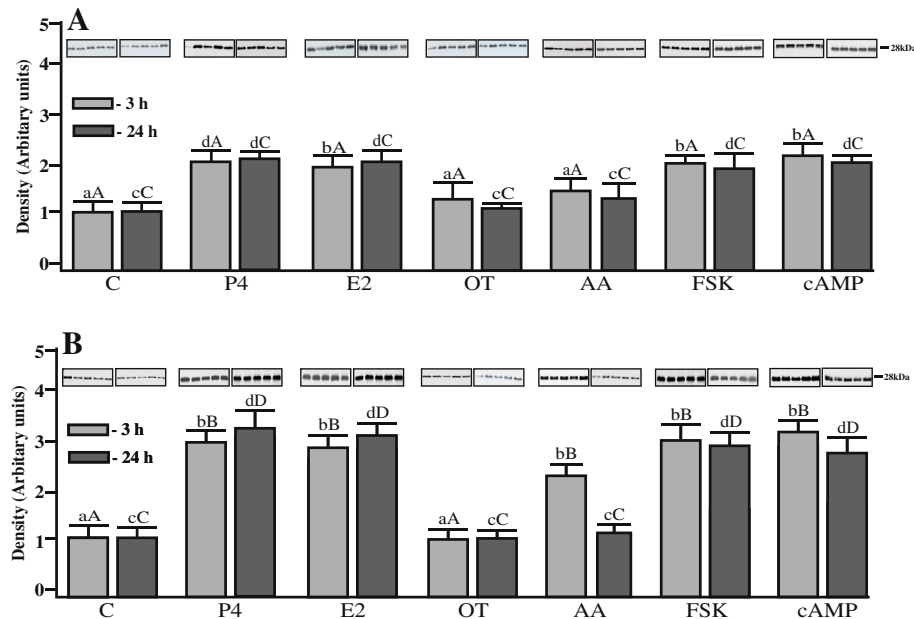 A
5
4
3
2
1
0
Density (Arbitary units)
28kDa
- 3 h
- 24 h
aA cC dA dC bA dC aA cC aA cC bA dC bA dC
C P4 E2 OT AA FSK cAMP
B
5
4
3
2
1
0
Density (Arbitary units)
28kDa
- 3 h
- 24 h
aA cC bB dD bB dD aA cC bB cC bB dD bB dD
C P4 E2 OT AA FSK cAMP